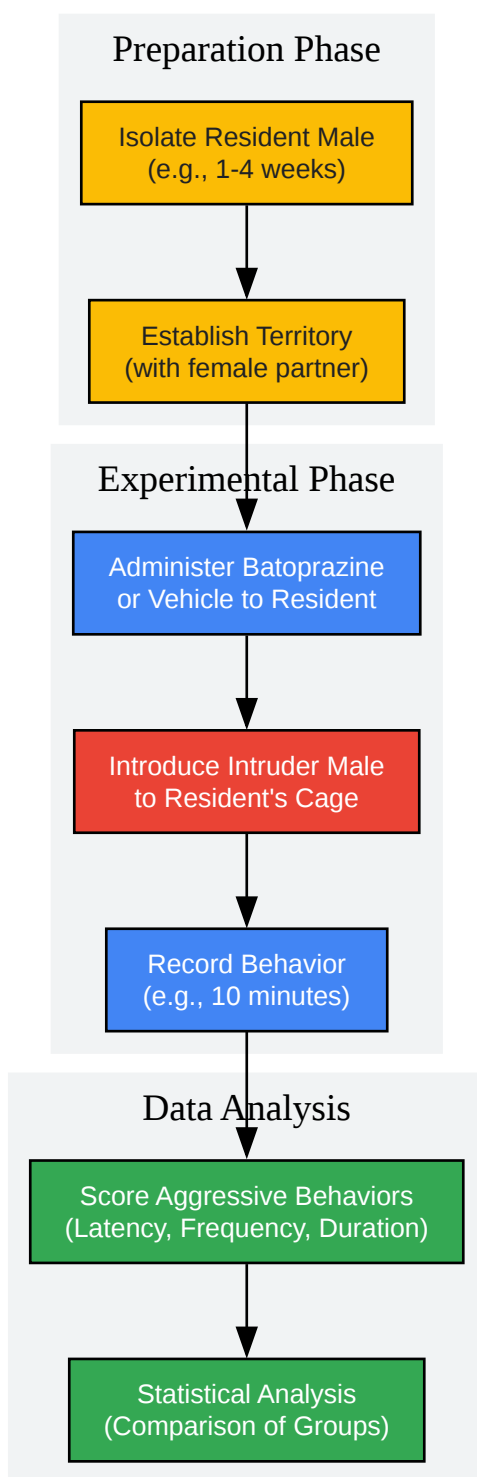 Preparation Phase
Isolate Resident Male
(e.g., 1-4 weeks)
Establish Territory
(with female partner)
Experimental Phase
Administer Batoprazine
or Vehicle to Resident
Introduce Intruder Male
to Resident's Cage
Record Behavior
(e.g., 10 minutes)
Data Analysis
Score Aggressive Behaviors
(Latency, Frequency, Duration)
Statistical Analysis
(Comparison of Groups)